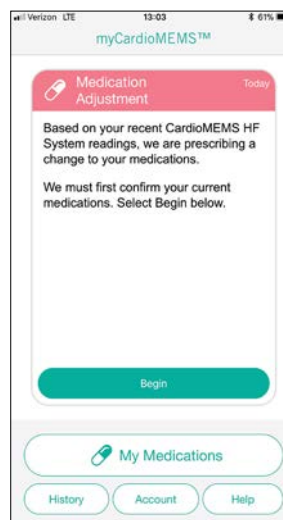 Verizon LTE 13:03 61%
myCardioMEMS™
Medication Today
Adjustment
Based on your recent CardioMEMS HF
System readings, we are prescribing a
change to your medications.
We must first confirm your current
medications. Select Begin below.
Begin
My Medications
History Account Help